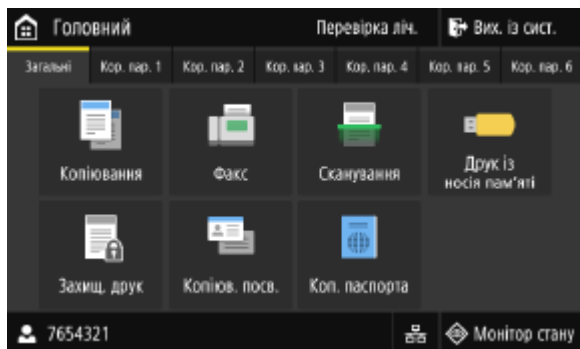 Головний Перевірка ліч. Вих. із сист.
Загальні Кор. пар. 1 Кор. пар. 2 Кор. пар. 3 Кор. пар. 4 Кор. пар. 5 Кор. пар. 6
Копіювання Факс Сканування Друк із
носія пам'яті
Захищ. друк Копіюв. посв. Коп. паспорта
7654321 Монітор стану